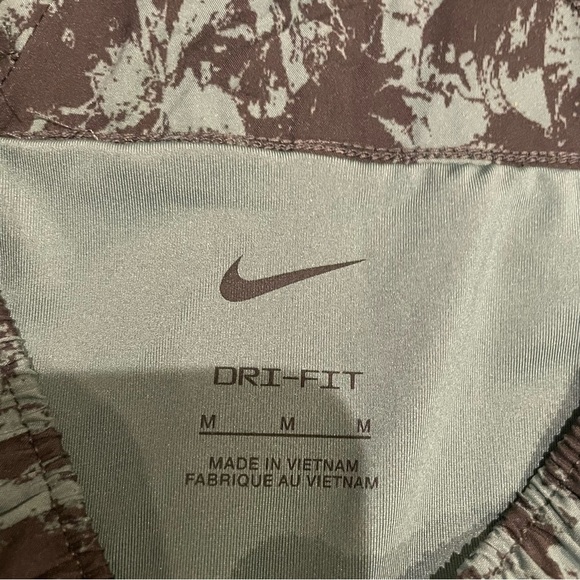 DRI-FIT
M M M
MADE IN VIETNAM
FABRIQUE AU VIETNAM